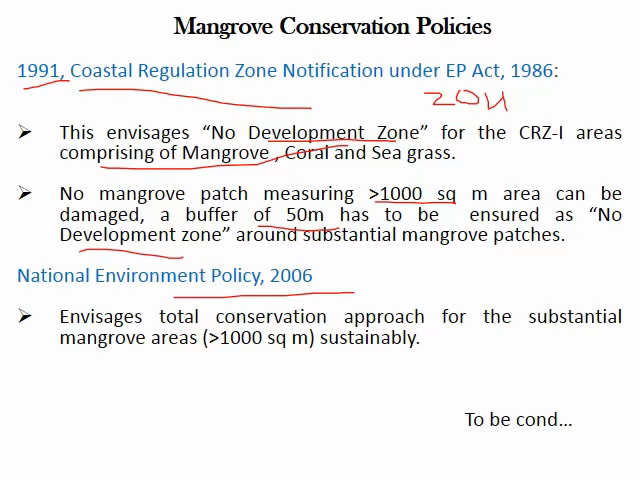 Mangrove Conservation Policies
1991, Coastal Regulation Zone Notification under EP Act, 1986:
➢ This envisages “No Development Zone” for the CRZ-I areas
comprising of Mangrove , Coral and Sea grass.
➢ No mangrove patch measuring >1000 sq m area can be
damaged, a buffer of 50m has to be ensured as “No
Development zone” around substantial mangrove patches.
National Environment Policy, 2006
➢ Envisages total conservation approach for the substantial
mangrove areas (>1000 sq m) sustainably.
To be cond...